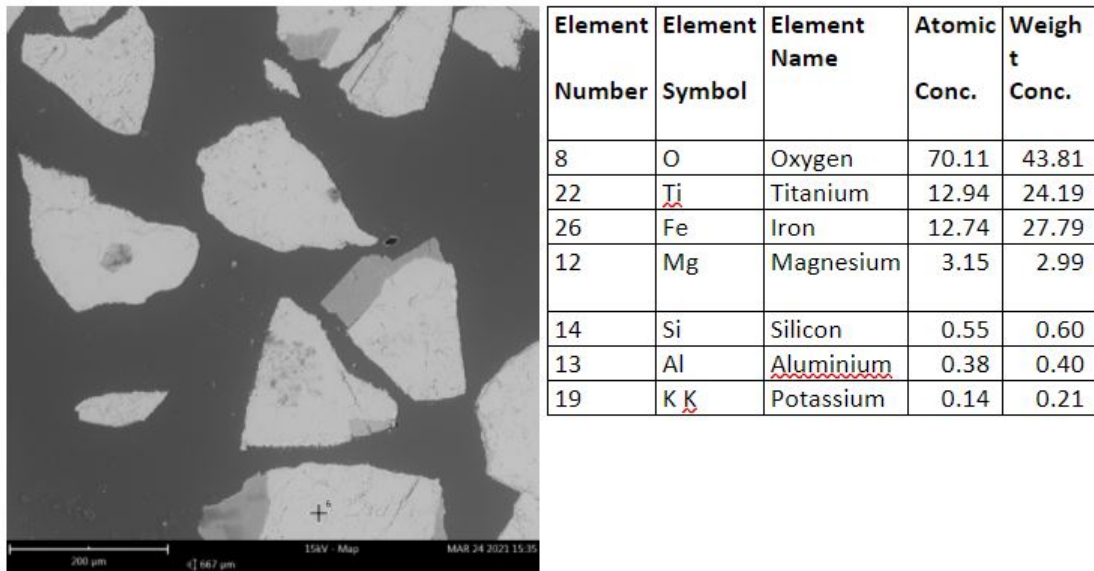 Element Element Element Atomic Weigh
Name t
Number Symbol Conc. Conc.
8 O Oxygen 70.11 43.81
22 Ti Titanium 12.94 24.19
26 Fe Iron 12.74 27.79
12 Mg Magnesium 3.15 2.99
14 Si Silicon 0.55 0.60
13 Al Aluminium 0.38 0.40
19 K K Potassium 0.14 0.21
6
15kV - Map MAR 24 2021 15:35
200 µm
667 µm